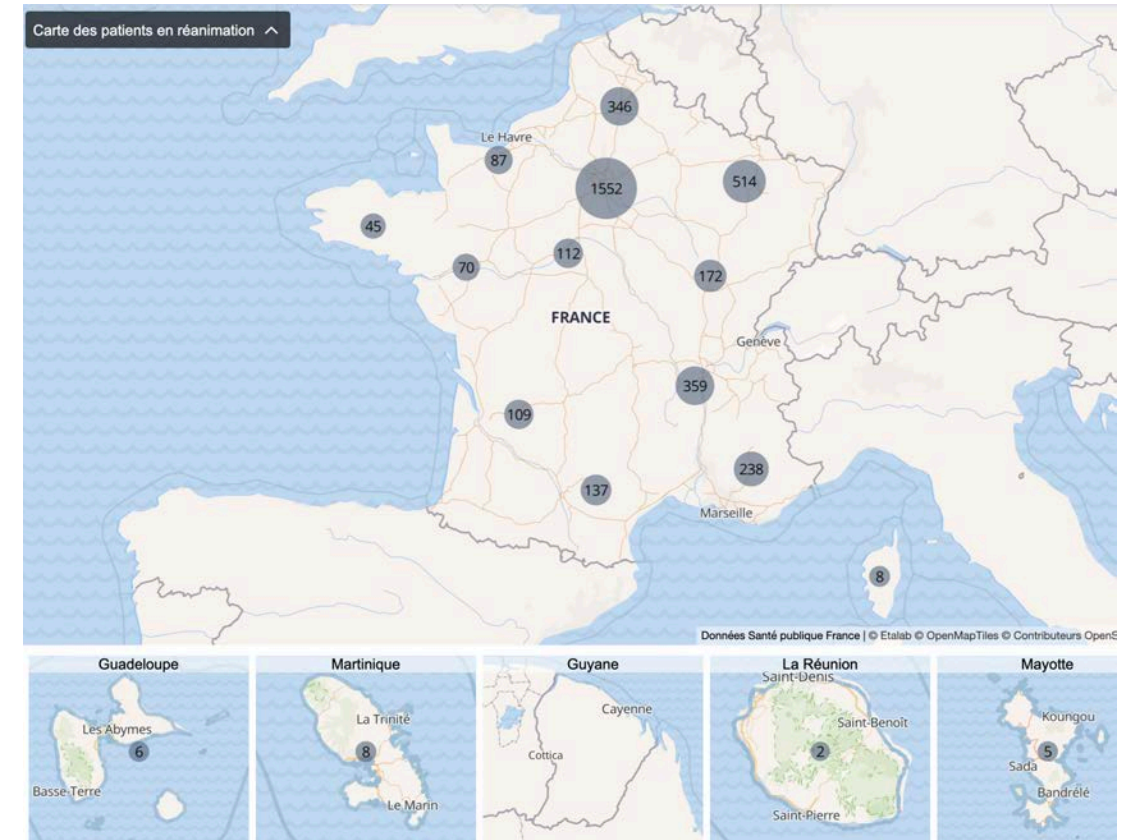 Carte des patients en réanimation
346
Le Havre
87
1552
514
45
70
112
172
FRANCE
Genève
359
109
238
137
Marseille
8
Données Santé publique France | © Etalab © OpenMapTiles © Contributeurs OpenS
Guadeloupe
Les Abymes
6
Basse-Terre
Martinique
La Trinité
8
Le Marin
Guyane
Cayenne
Cottica
La Réunion
Saint-Denis
Saint-Benoît
2
Saint-Pierre
Mayotte
Koungou
5
Sada
Bandrélé